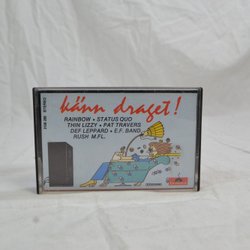 känn draget!
RAINBOW • STATUS QUO
THIN LIZZY • PAT TRAVERS
DEF LEPPARD • E.F. BAND
RUSH M.FL.